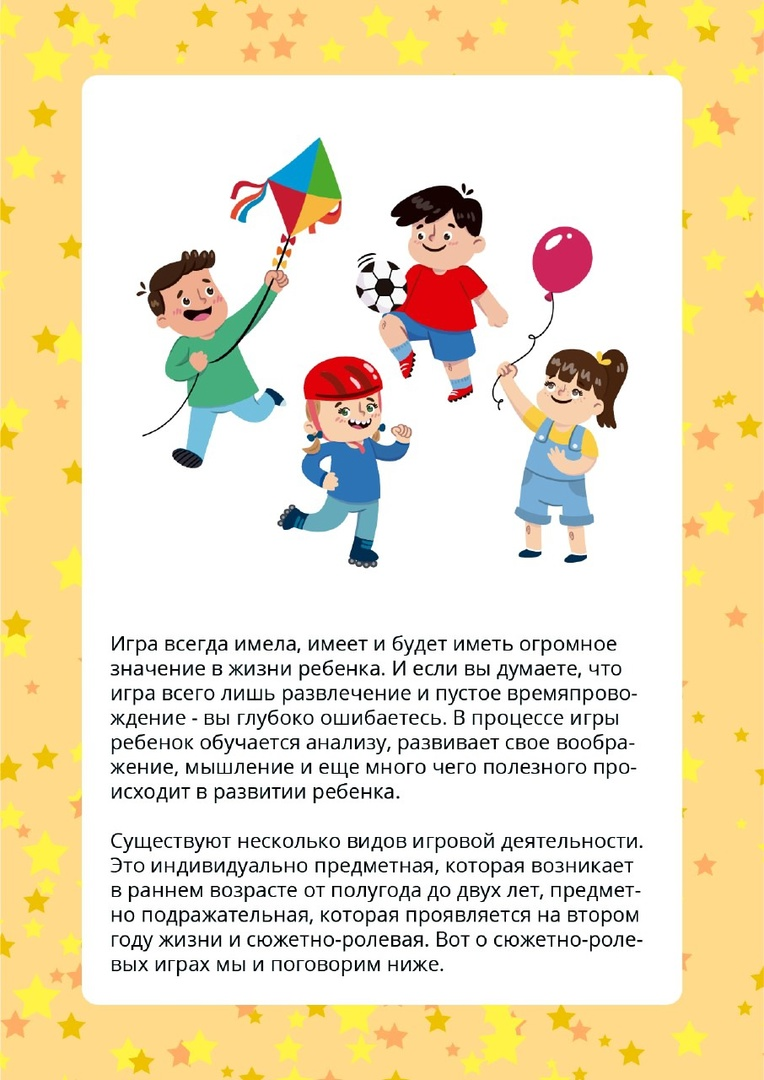 Игра всегда имела, имеет и будет иметь огромное
значение в жизни ребенка. И если вы думаете, что
игра всего лишь развлечение и пустое времяпрово-
ждение - вы глубоко ошибаетесь. В процессе игры
ребенок обучается анализу, развивает свое вообра-
жение, мышление и еще много чего полезного про-
исходит в развитии ребенка.
Существуют несколько видов игровой деятельности.
Это индивидуально предметная, которая возникает
в раннем возрасте от полугода до двух лет, предмет-
но подражательная, которая проявляется на втором
году жизни и сюжетно-ролевая. Вот о сюжетно-роле-
вых играх мы и поговорим ниже.